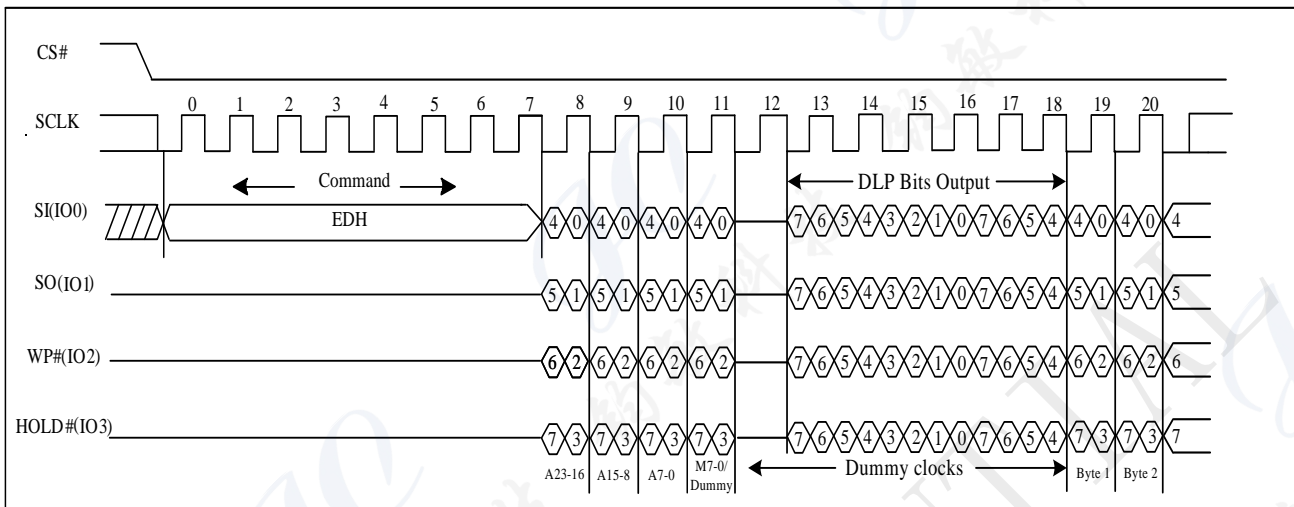 CS#
0 1 2 3 4 5 6 7 8 9 10 11 12 13 14 15 16 17 18 19 20
SCLK
Command
DLP Bits Output
SI(IO0)
EDH
4 0 4 0 4 0 4 0
7 6 5 4 3 2 1 0 7 6 5 4 4 0 4 0 4
SO(IO1)
5 1 5 1 5 1 5 1
7 6 5 4 3 2 1 0 7 6 5 4 5 1 5 1 5
WP#(IO2)
6 2 6 2 6 2 6 2
7 6 5 4 3 2 1 0 7 6 5 4 6 2 6 2 6
HOLD#(IO3)
7 3 7 3 7 3 7 3
7 6 5 4 3 2 1 0 7 6 5 4 7 3 7 3 7
A23-16 A15-8 A7-0 M7-0/
Dummy
Dummy clocks
Byte 1 Byte 2